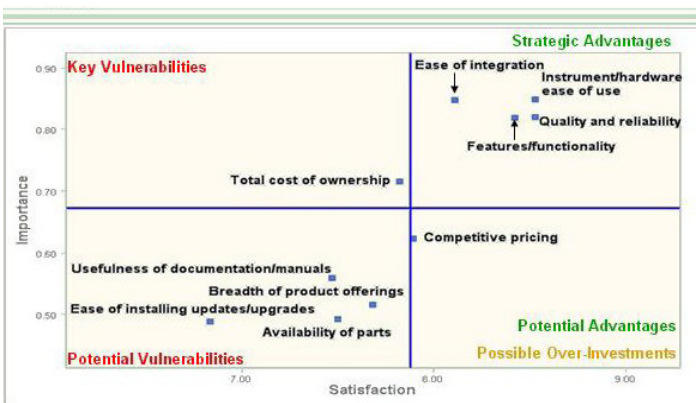 Strategic Advantages
Key Vulnerabilities
Ease of integration
Instrument/hardware
ease of use
Quality and reliability
Features/functionality
Total cost of ownership
Competitive pricing
Usefulness of documentation/manuals
Breadth of product offerings
Ease of installing updates/upgrades
Availability of parts
Potential Advantages
Potential Vulnerabilities
Possible Over-Investments
Importance
0.90
0.80
0.70
0.60
0.50
7.00
8.00
9.00
Satisfaction